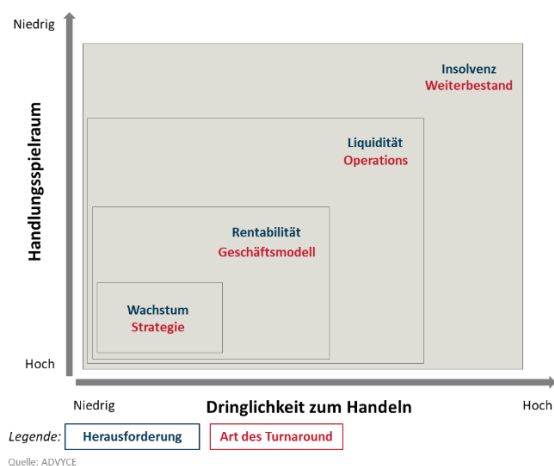 Niedrig
Insolvenz
Weiterbestand
Liquidität
Operations
Handlungsspielraum
Rentabilität
Geschäftsmodell
Wachstum
Strategie
Hoch
Niedrig
Dringlichkeit zum Handeln
Hoch
Legende: Herausforderung Art des Turnaround
Quelle: ADVYCE